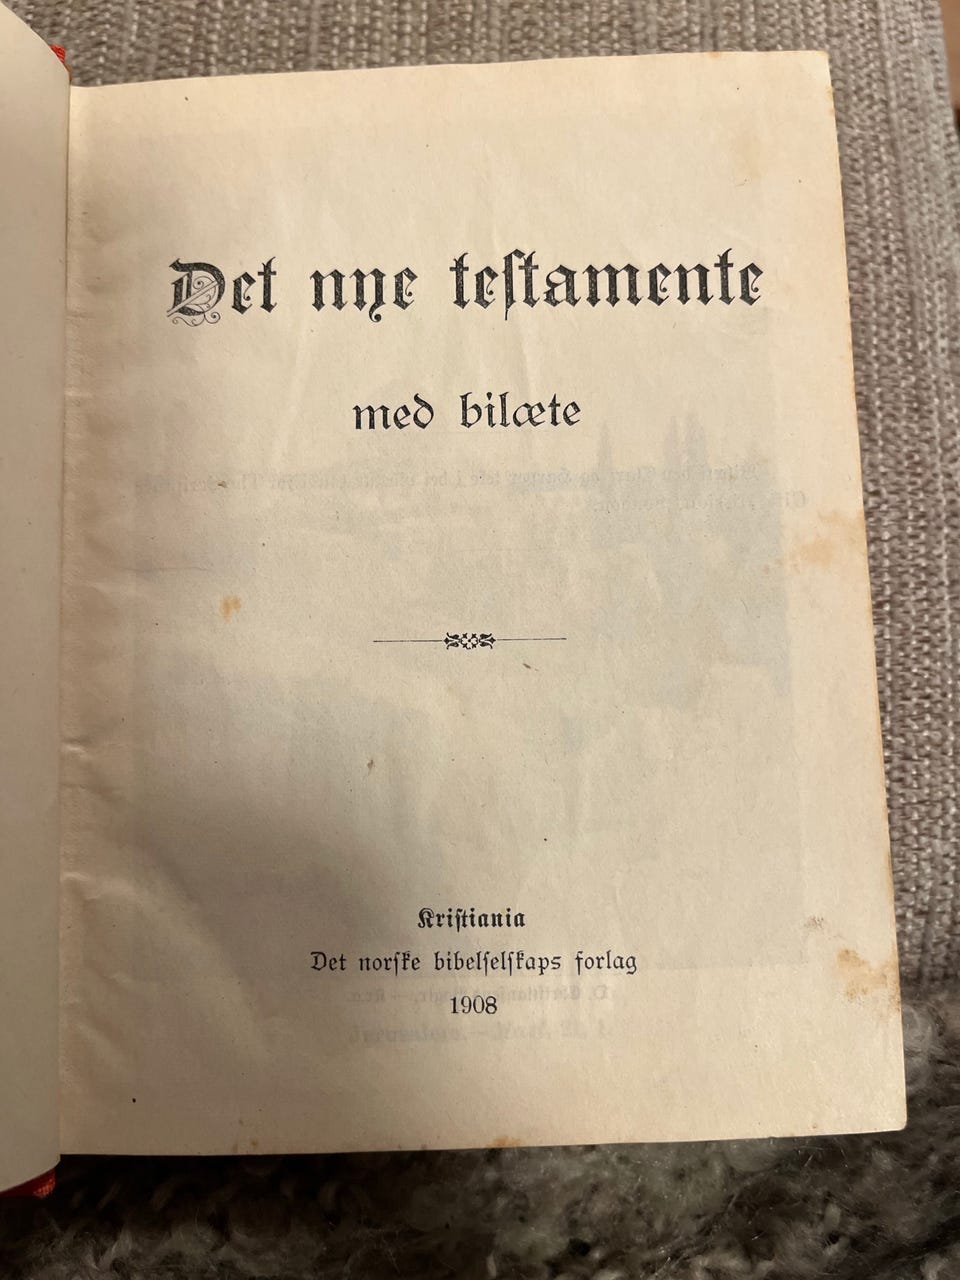 Det nye testamente
med bilæte
Kristiania
Det norske bibelselskaps forlag
1908